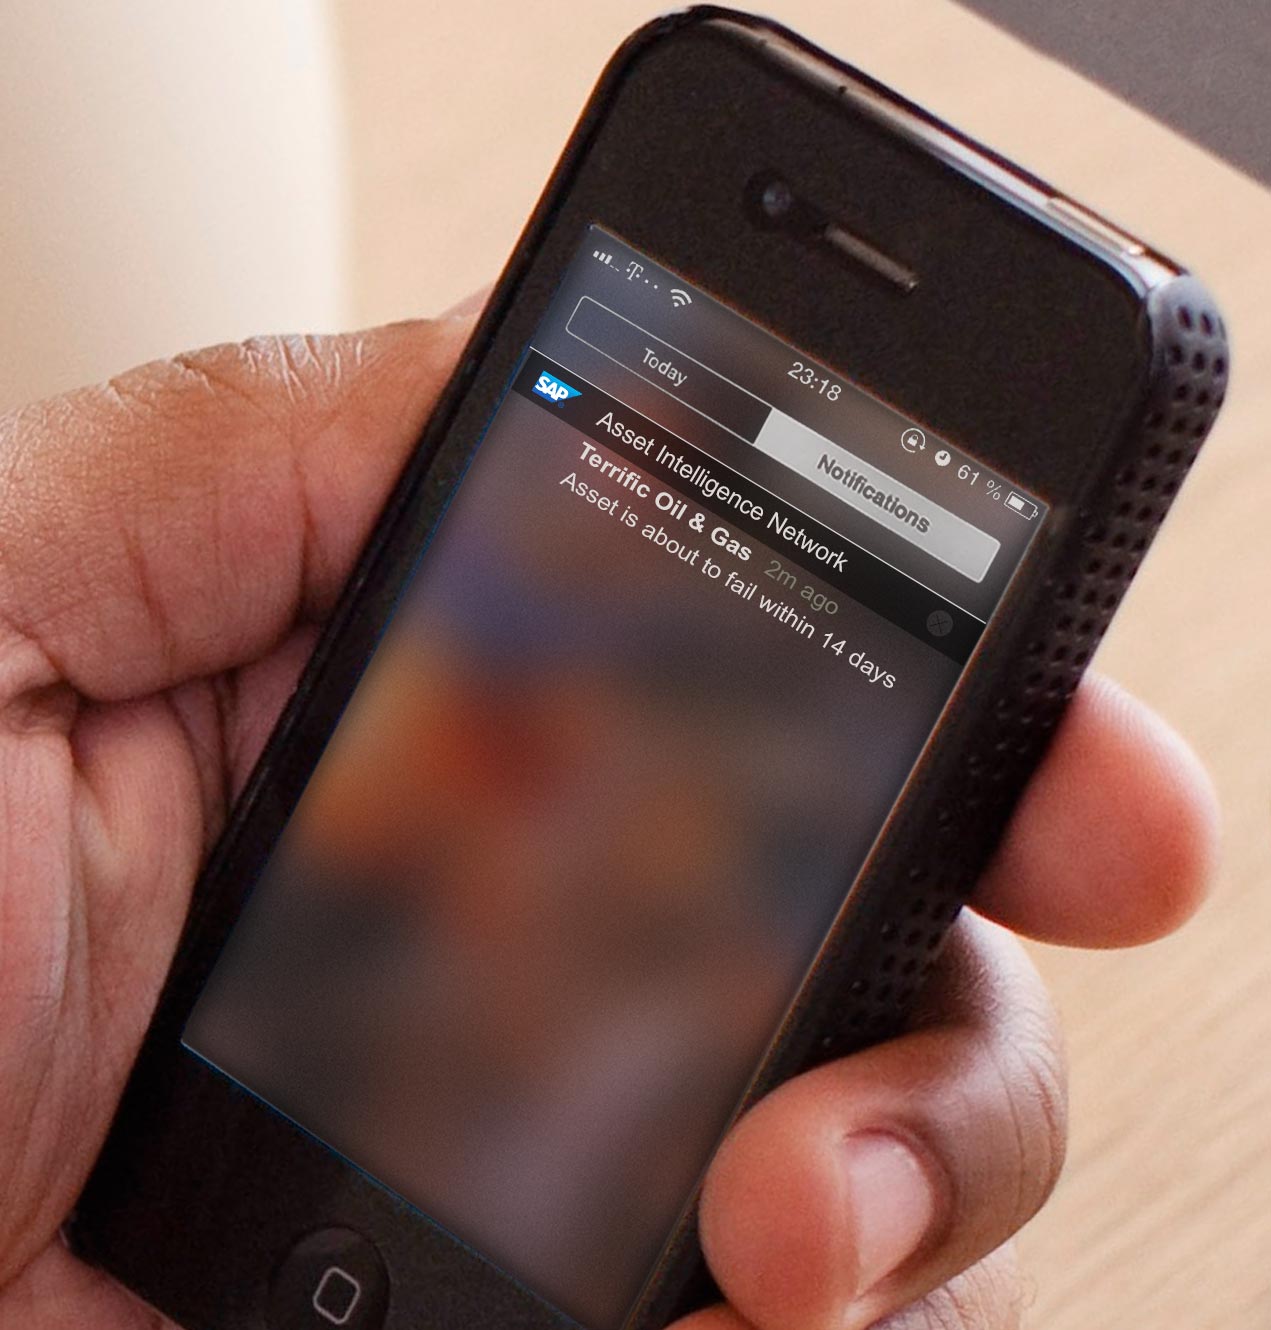 T
23:18
61 %
Today
Notifications
SAP
Asset Intelligence Network
Terrific Oil & Gas 2m ago
Asset is about to fail within 14 days